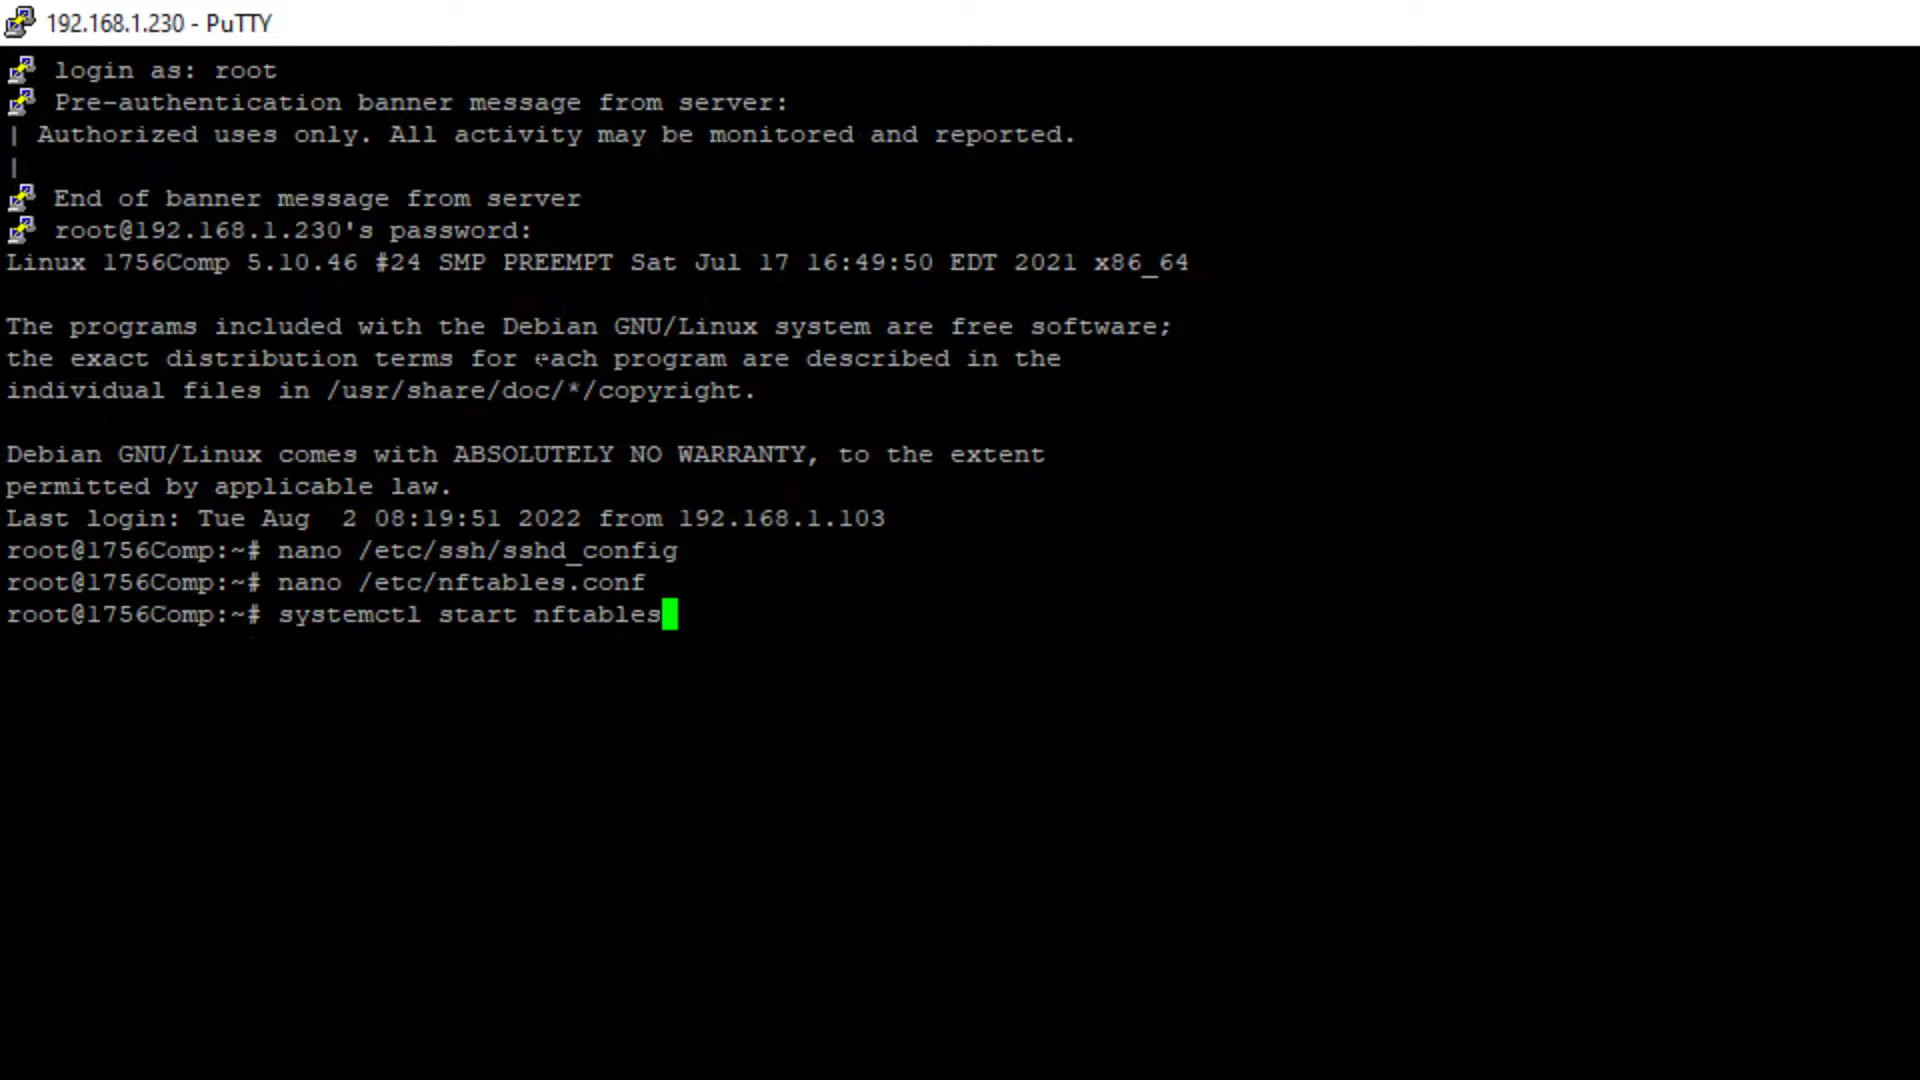 192.168.1.230 - PuTTY
login as: root
Pre-authentication banner message from server:
| Authorized uses only. All activity may be monitored and reported.
|
End of banner message from server
root@192.168.1.230's password:
Linux 1756Comp 5.10.46 #24 SMP PREEMPT Sat Jul 17 16:49:50 EDT 2021 x86_64
The programs included with the Debian GNU/Linux system are free software;
the exact distribution terms for each program are described in the
individual files in /usr/share/doc/*/copyright.
Debian GNU/Linux comes with ABSOLUTELY NO WARRANTY, to the extent
permitted by applicable law.
Last login: Tue Aug  2 08:19:51 2022 from 192.168.1.103
root@1756Comp:~# nano /etc/ssh/sshd_config
root@1756Comp:~# nano /etc/nftables.conf
root@1756Comp:~# systemctl start nftables